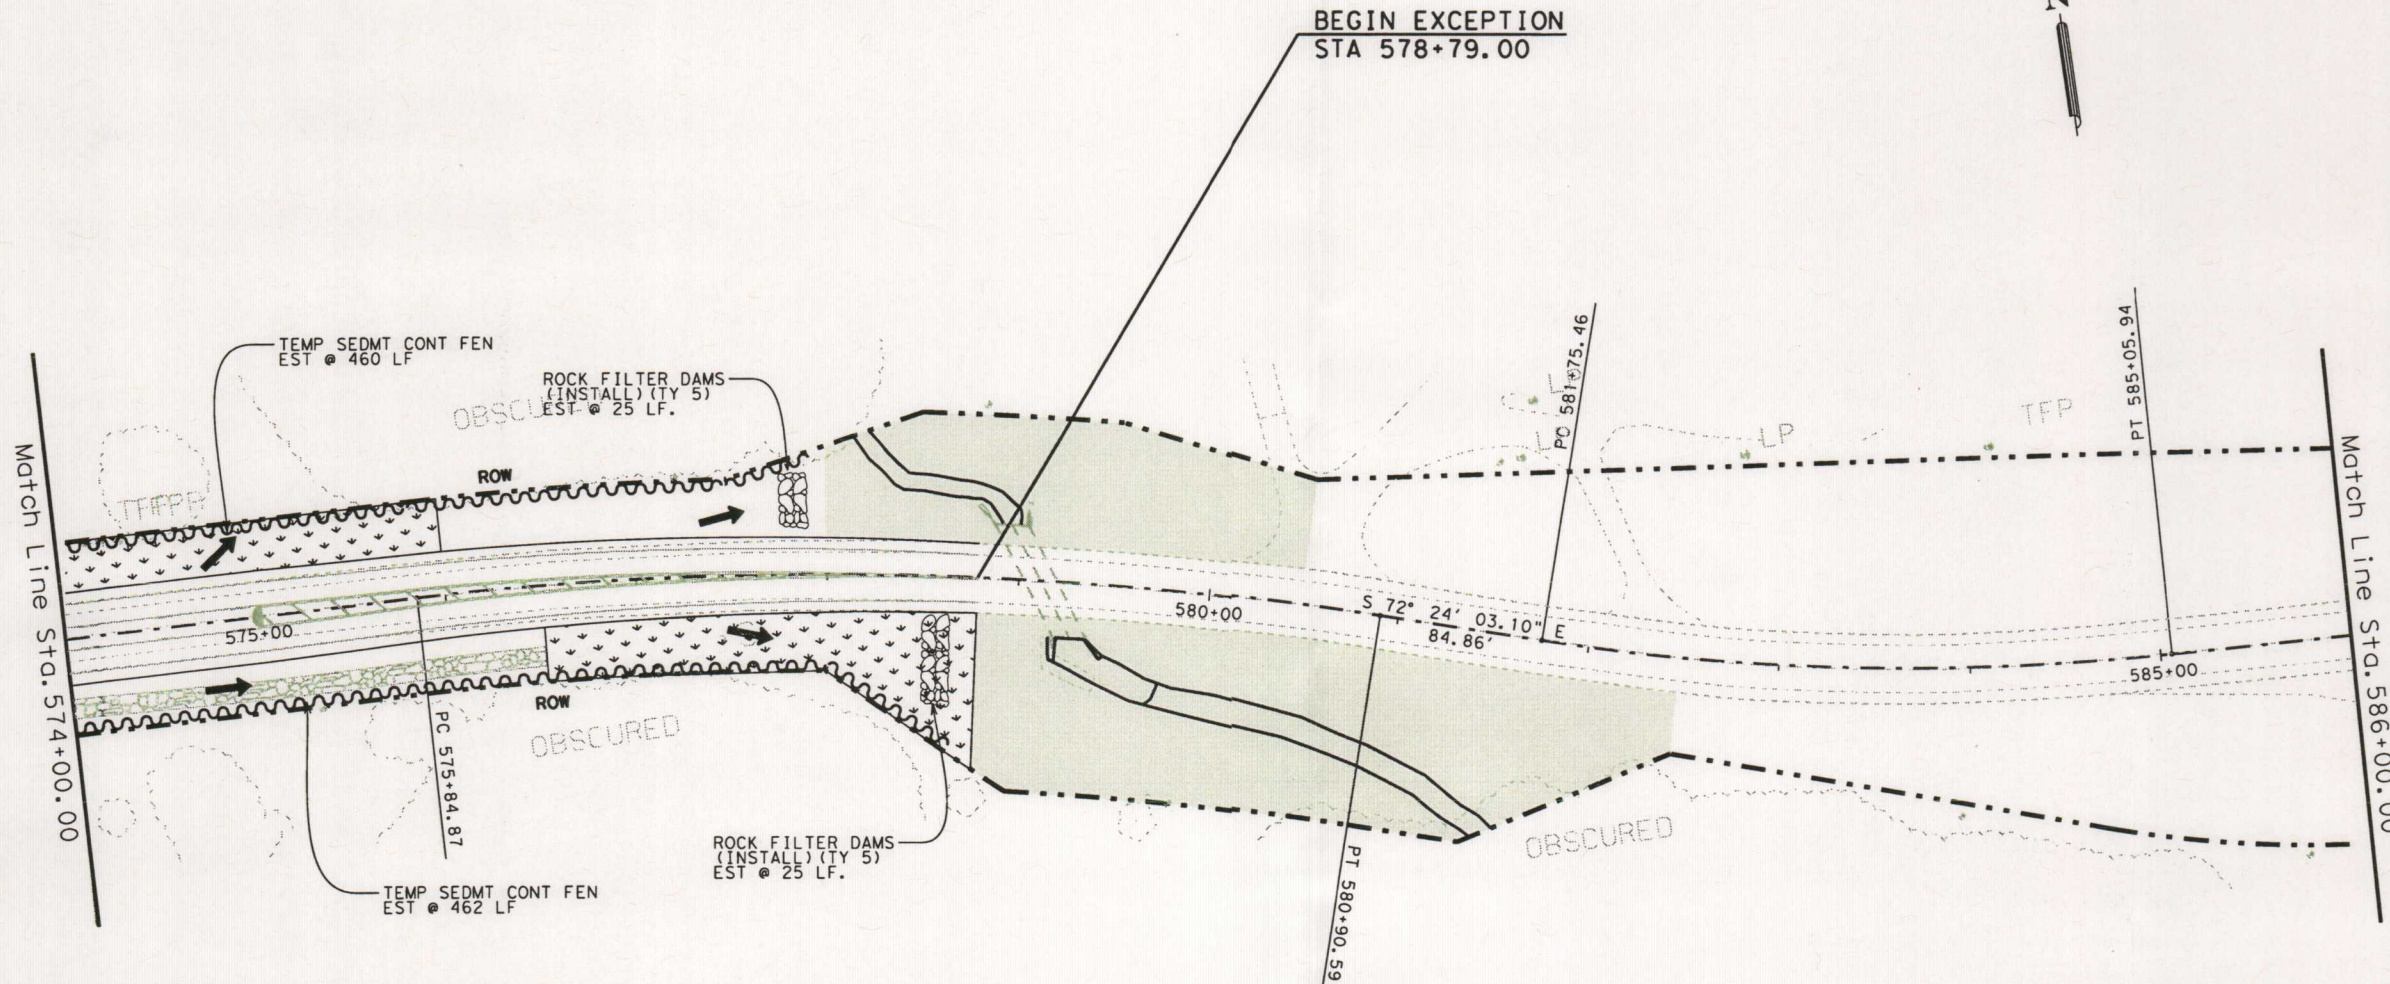 BEGIN EXCEPTION
STA 578+79.00
N
TEMP SEDMT CONT FEN
EST @ 460 LF
ROCK FILTER DAMS
(INSTALL)(TY 5)
EST @ 25 LF.
OBSCURED
ROW
PC 581+75.46
PT 585+05.94
LP
TFP
Match Line Sta. 574+00.00
Match Line Sta. 586+00.00
575+00
580+00
S 72° 24' 03.10" E
84.86'
585+00
ROW
OBSCURED
PC 575+84.87
OBSCURED
ROCK FILTER DAMS
(INSTALL)(TY 5)
EST @ 25 LF.
TEMP SEDMT CONT FEN
EST @ 462 LF
PT 580+90.59